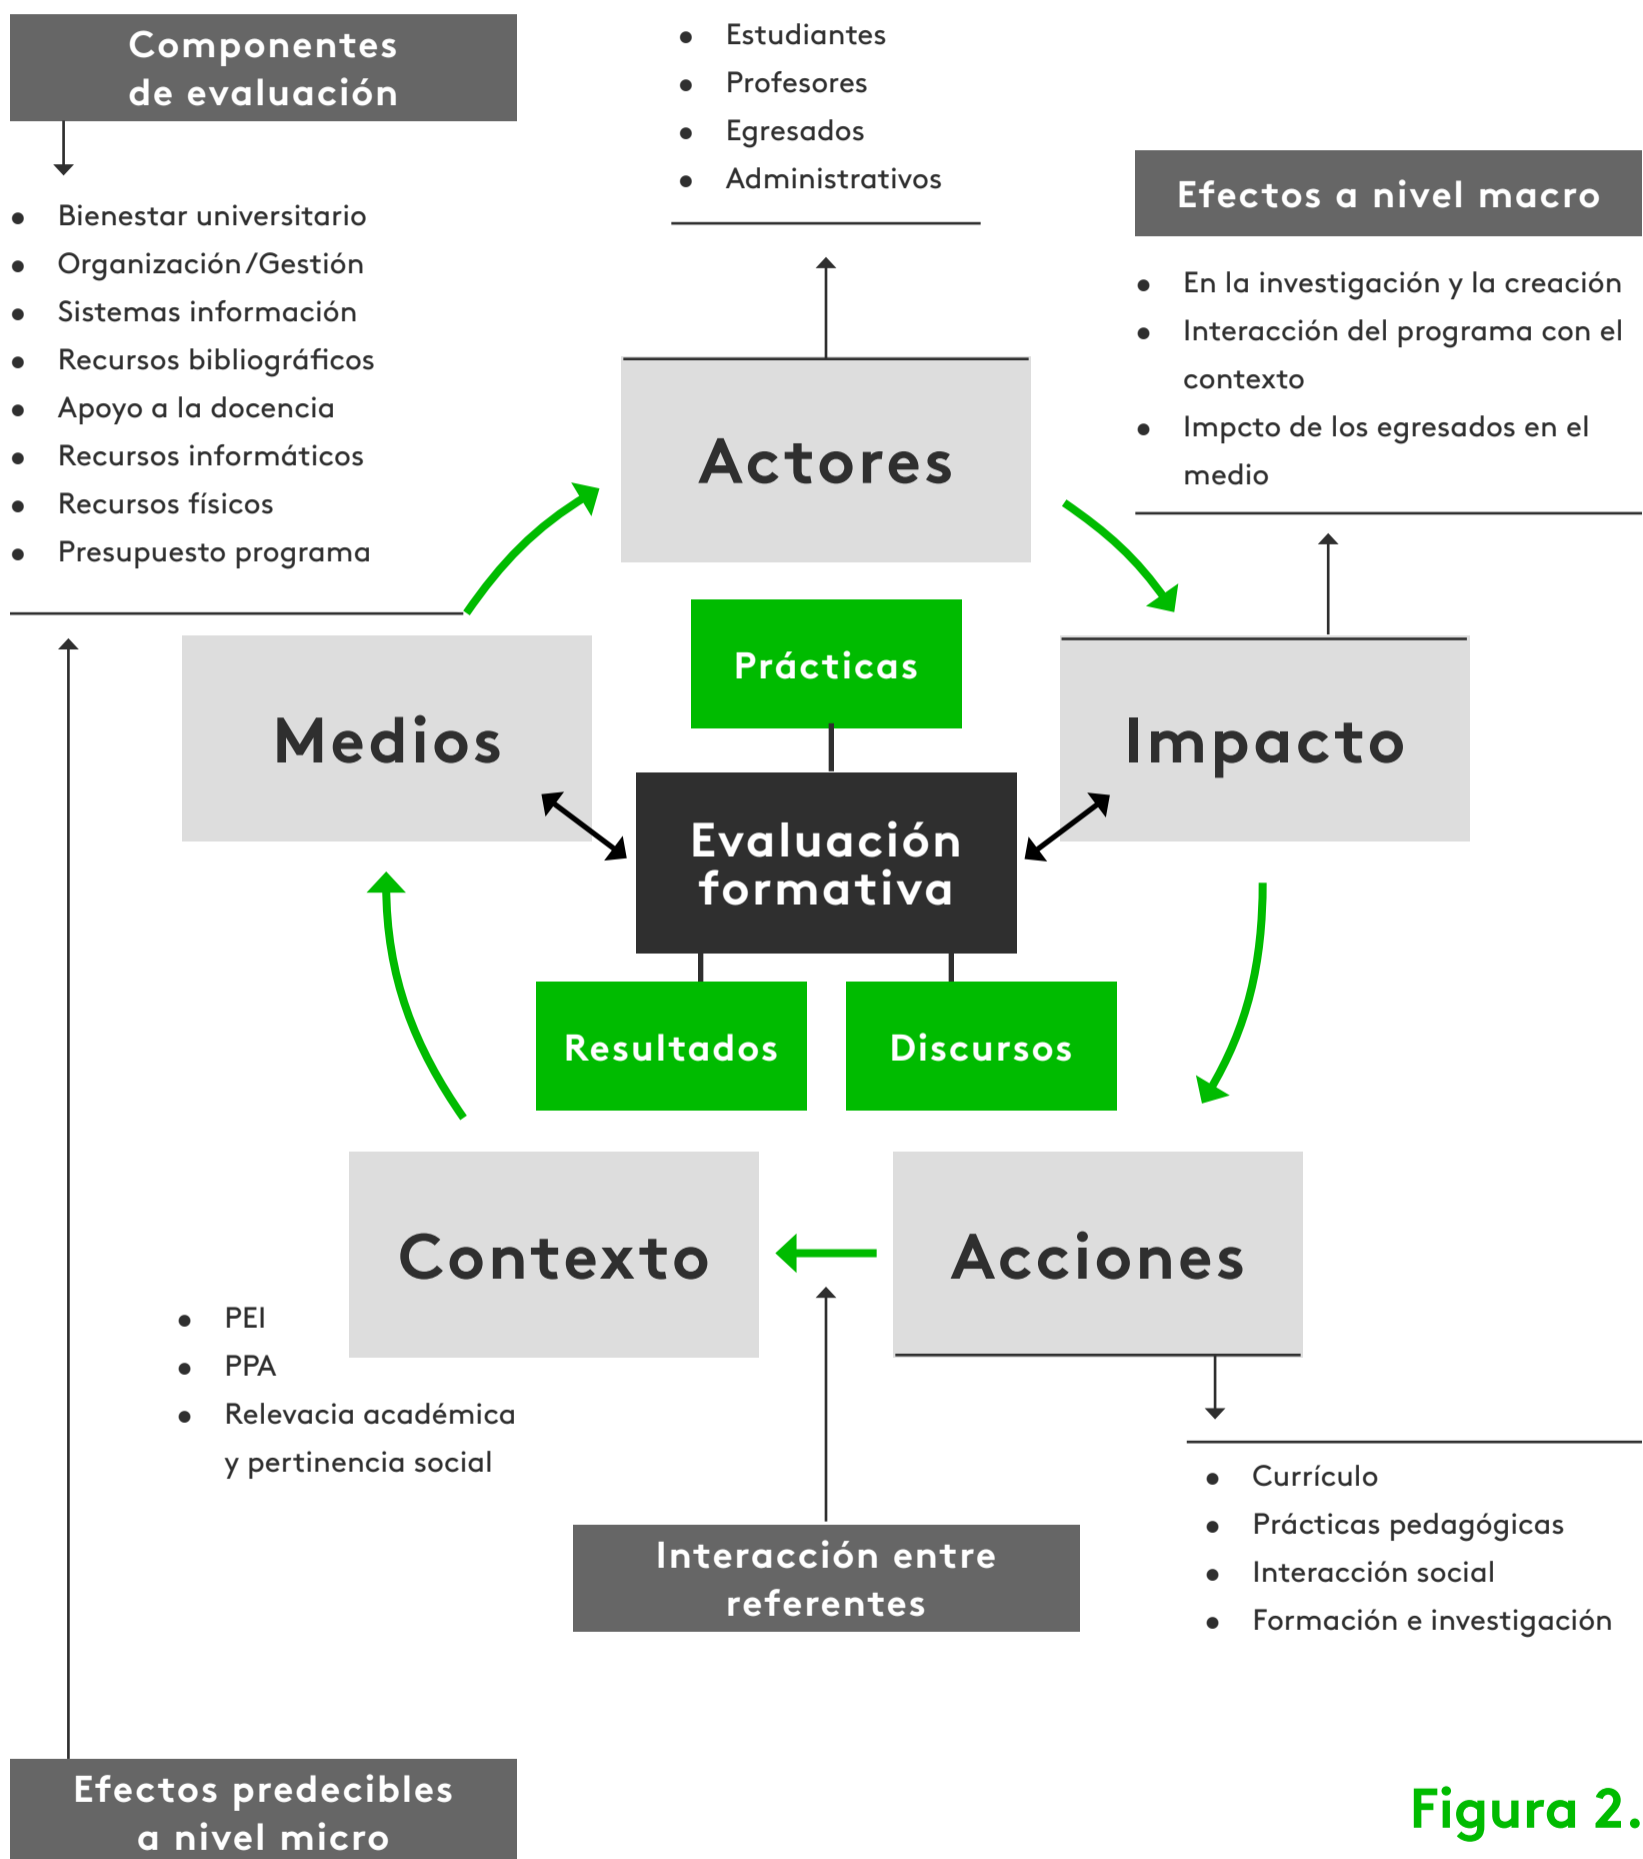 Componentes
de evaluación
• Bienestar universitario
• Organización/Gestión
• Sistemas información
• Recursos bibliográficos
• Apoyo a la docencia
• Recursos informáticos
• Recursos físicos
• Presupuesto programa
• Estudiantes
• Profesores
• Egresados
• Administrativos
Efectos a nivel macro
• En la investigación y la creación
• Interacción del programa con el
contexto
• Impcto de los egresados en el
medio
Actores
Prácticas
Medios
Impacto
Evaluación
formativa
Resultados
Discursos
Contexto
Acciones
• PEI
• PPA
• Relevacia académica
y pertinencia social
• Currículo
• Prácticas pedagógicas
• Interacción social
• Formación e investigación
Interacción entre
referentes
Efectos predecibles
a nivel micro
Figura 2.